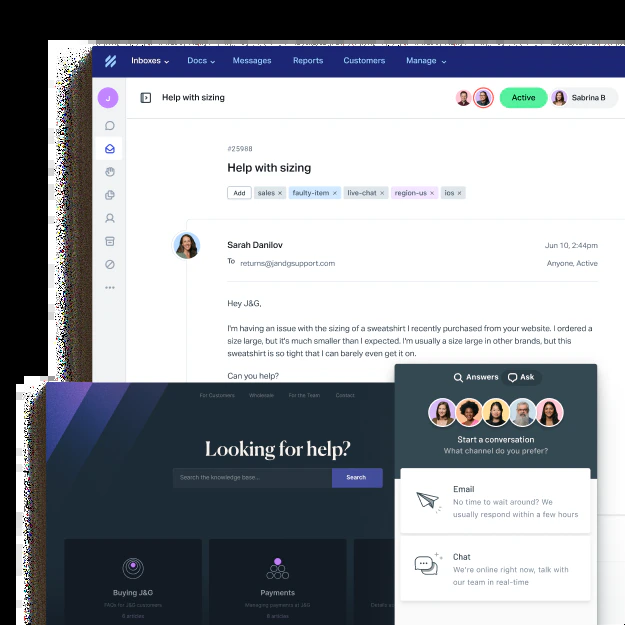 Inboxes
Docs
Messages
Reports
Customers
Manage
J
Help with sizing
Active
Sabrina B
#25988
Help with sizing
Add
sales ×
faulty-item ×
live-chat ×
region-us ×
ios ×
Sarah Danilov
Jun 10, 2:44pm
To returns@jandgsupport.com
Anyone, Active
Hey J&G,
I'm having an issue with the sizing of a sweatshirt I recently purchased from your website. I ordered a
size large, but it's much smaller than I expected. I'm usually a size large in other brands, but this
sweatshirt is so tight that I can barely even get it on.
Can you help?
For Customers
Wholesale
For the Team
Contact
Looking for help?
Search the knowledge base...
Search
Buying J&G
FAQs for J&G customers
6 articles
Payments
Managing payments at J&G
6 articles
Answers
Ask
Start a conversation
What channel do you prefer?
Email
No time to wait around? We
usually respond within a few hours
Chat
We're online right now, talk with
our team in real-time